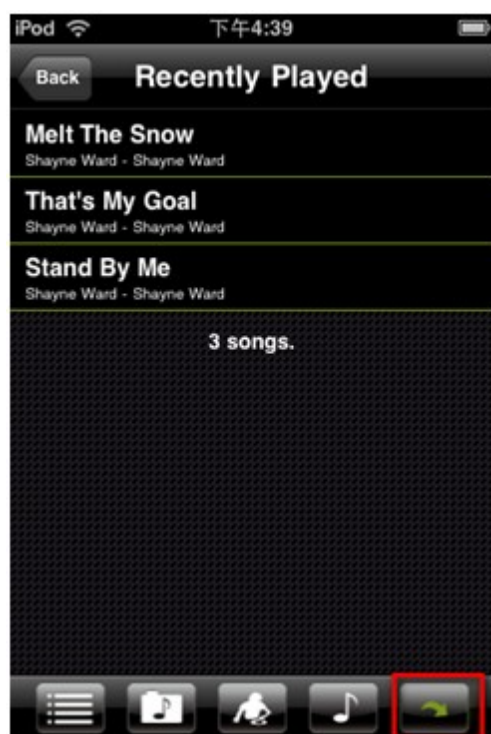 iPod 下午4:39
Back Recently Played
Melt The Snow
Shayne Ward - Shayne Ward
That's My Goal
Shayne Ward - Shayne Ward
Stand By Me
Shayne Ward - Shayne Ward
3 songs.